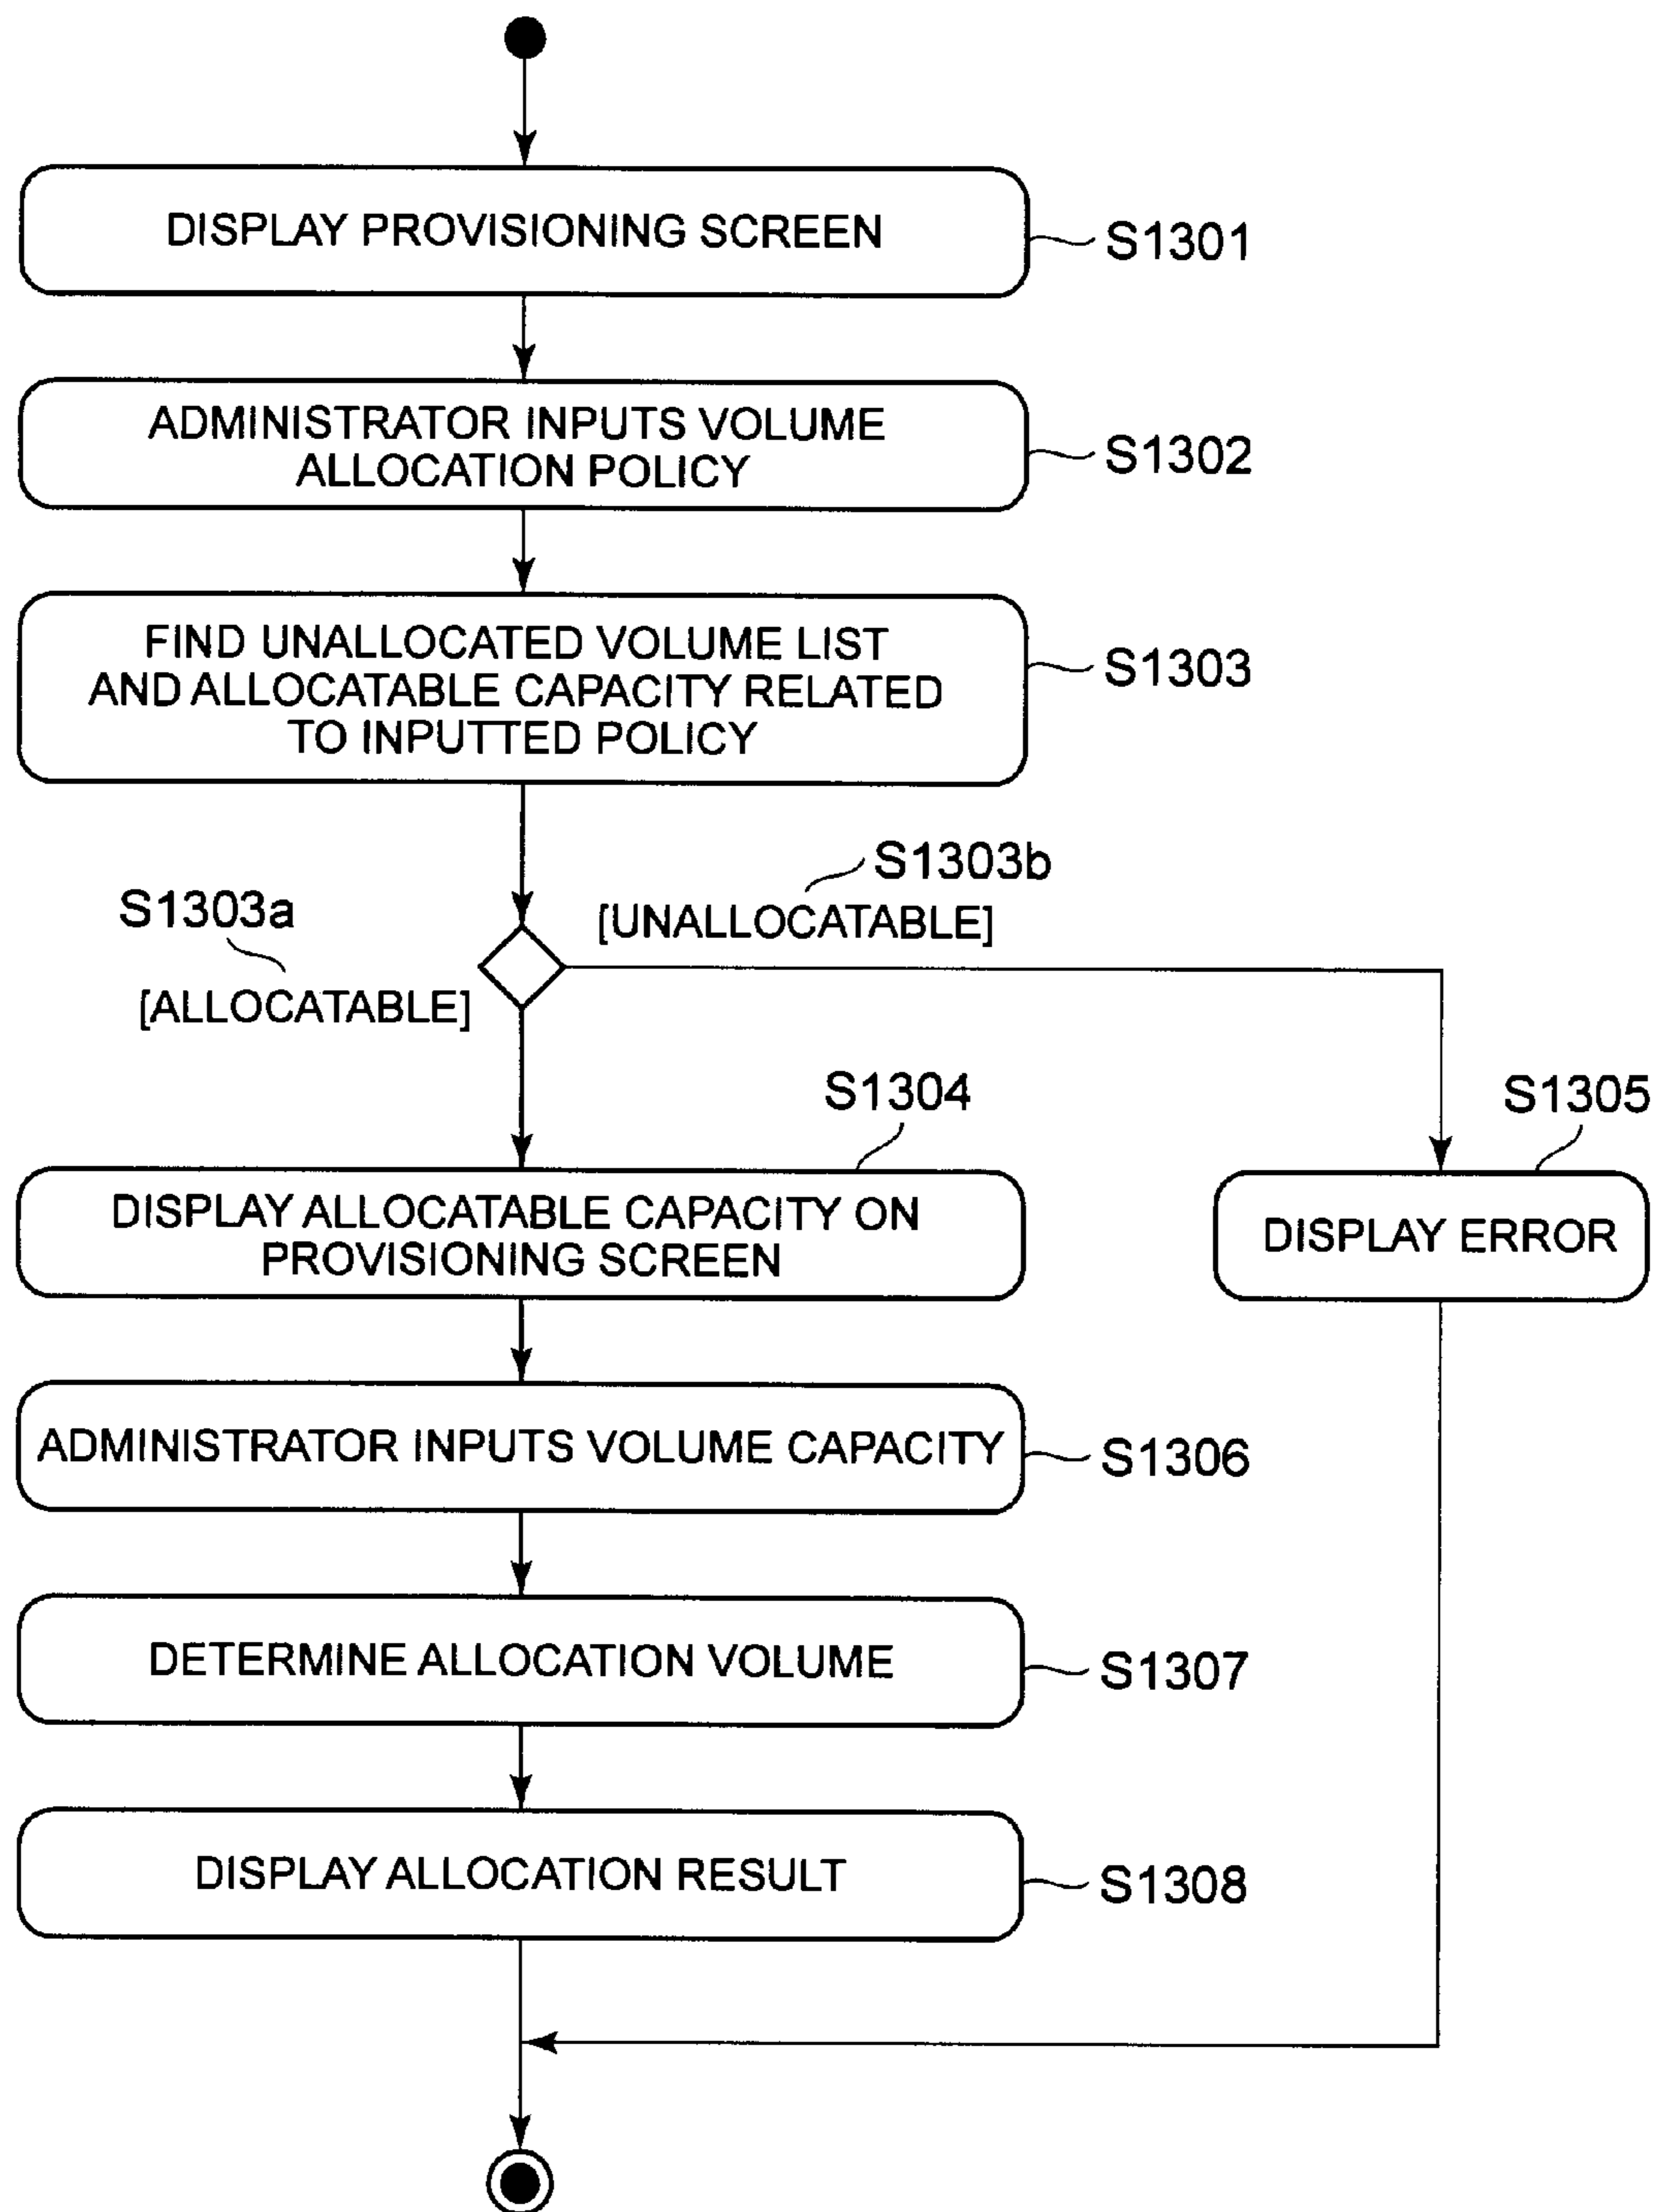 DISPLAY PROVISIONING SCREEN
S1301
ADMINISTRATOR INPUTS VOLUME
ALLOCATION POLICY
S1302
FIND UNALLOCATED VOLUME LIST
AND ALLOCATABLE CAPACITY RELATED
TO INPUTTED POLICY
S1303
S1303b
[UNALLOCATABLE]
S1303a
[ALLOCATABLE]
S1304
DISPLAY ALLOCATABLE CAPACITY ON
PROVISIONING SCREEN
S1305
DISPLAY ERROR
ADMINISTRATOR INPUTS VOLUME CAPACITY
S1306
DETERMINE ALLOCATION VOLUME
S1307
DISPLAY ALLOCATION RESULT
S1308